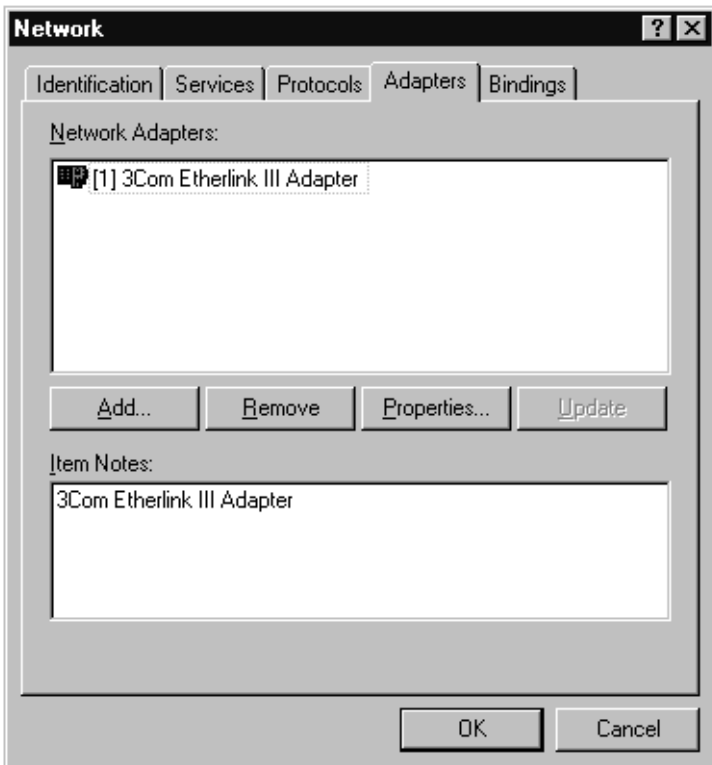 Network
Identification Services Protocols Adapters Bindings
Network Adapters:
[1] 3Com Etherlink III Adapter
Add... Remove Properties... Update
Item Notes:
3Com Etherlink III Adapter
OK Cancel